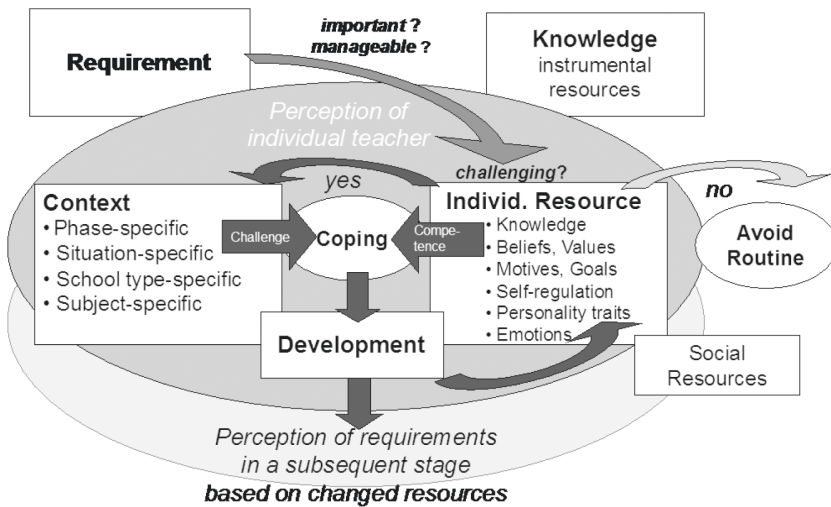 important ?
manageable ?
Requirement
Knowledge
instrumental
resources
Perception of
individual teacher
challenging?
yes
no
Context
• Phase-specific
• Situation-specific
• School type-specific
• Subject-specific
Challenge
Coping
Compe-
tence
Individ. Resource
• Knowledge
• Beliefs, Values
• Motives, Goals
• Self-regulation
• Personality traits
• Emotions
Avoid
Routine
Development
Social
Resources
Perception of requirements
in a subsequent stage
based on changed resources